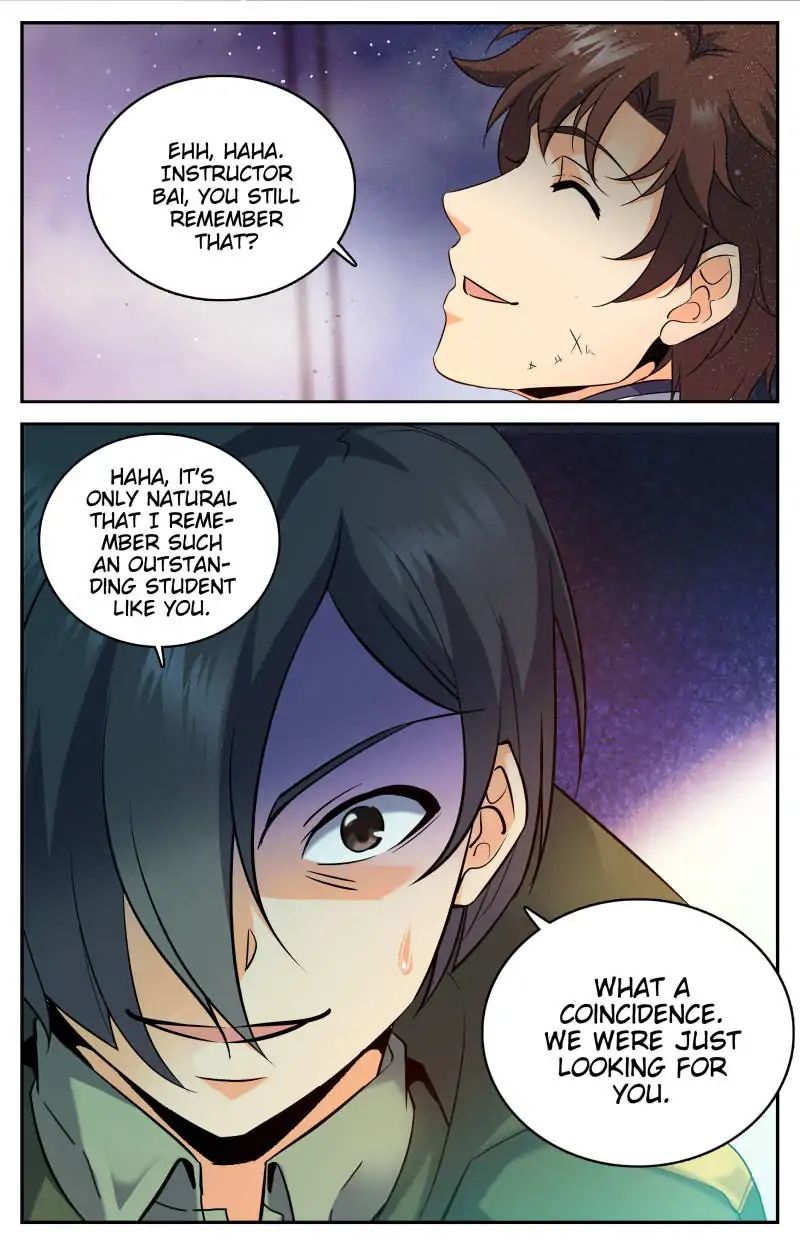 EHH, HAHA.
INSTRUCTOR
BAI, YOU STILL
REMEMBER
THAT?
HAHA, IT'S
ONLY NATURAL
THAT I REME-
MBER SUCH
AN OUTSTAN-
DING STUDENT
LIKE YOU.
WHAT A
COINCIDENCE.
WE WERE JUST
LOOKING FOR
YOU.